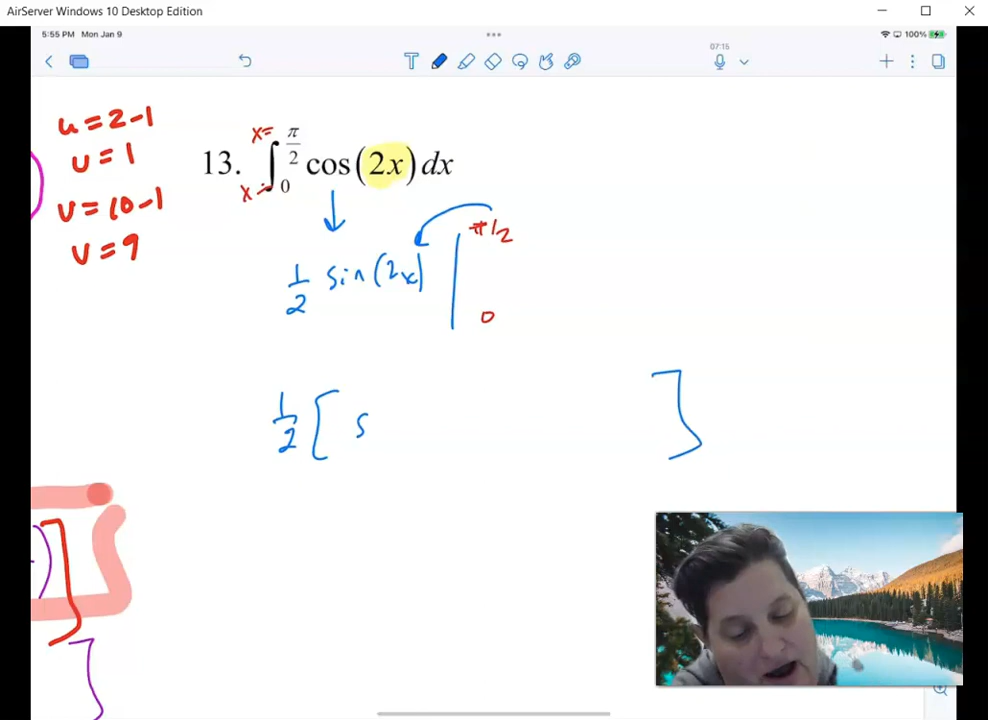 AirServer Windows 10 Desktop Edition
5:55 PM Mon Jan 9
100%
07:15
u = 2-1
u = 1
v = 10-1
v = 9
x=
x=
13. ∫₀^(π/2) cos(2x) dx
1/2 sin(2x) | π/2
0
1/2 [ s ]